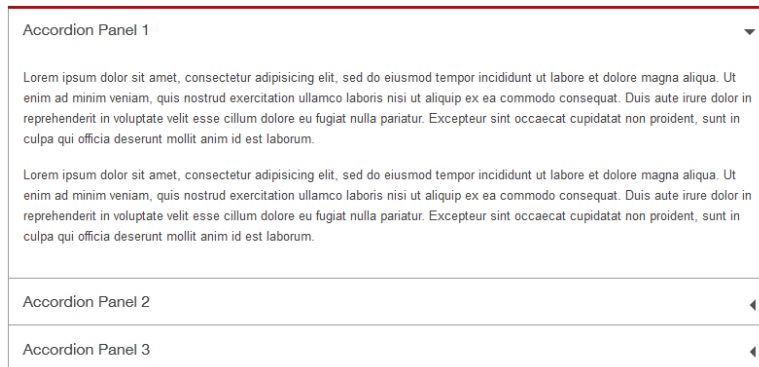 Accordion Panel 1
Lorem ipsum dolor sit amet, consectetur adipisicing elit, sed do eiusmod tempor incididunt ut labore et dolore magna aliqua. Ut
enim ad minim veniam, quis nostrud exercitation ullamco laboris nisi ut aliquip ex ea commodo consequat. Duis aute irure dolor in
reprehenderit in voluptate velit esse cillum dolore eu fugiat nulla pariatur. Excepteur sint occaecat cupidatat non proident, sunt in
culpa qui officia deserunt mollit anim id est laborum.
Lorem ipsum dolor sit amet, consectetur adipisicing elit, sed do eiusmod tempor incididunt ut labore et dolore magna aliqua. Ut
enim ad minim veniam, quis nostrud exercitation ullamco laboris nisi ut aliquip ex ea commodo consequat. Duis aute irure dolor in
reprehenderit in voluptate velit esse cillum dolore eu fugiat nulla pariatur. Excepteur sint occaecat cupidatat non proident, sunt in
culpa qui officia deserunt mollit anim id est laborum.
Accordion Panel 2
Accordion Panel 3